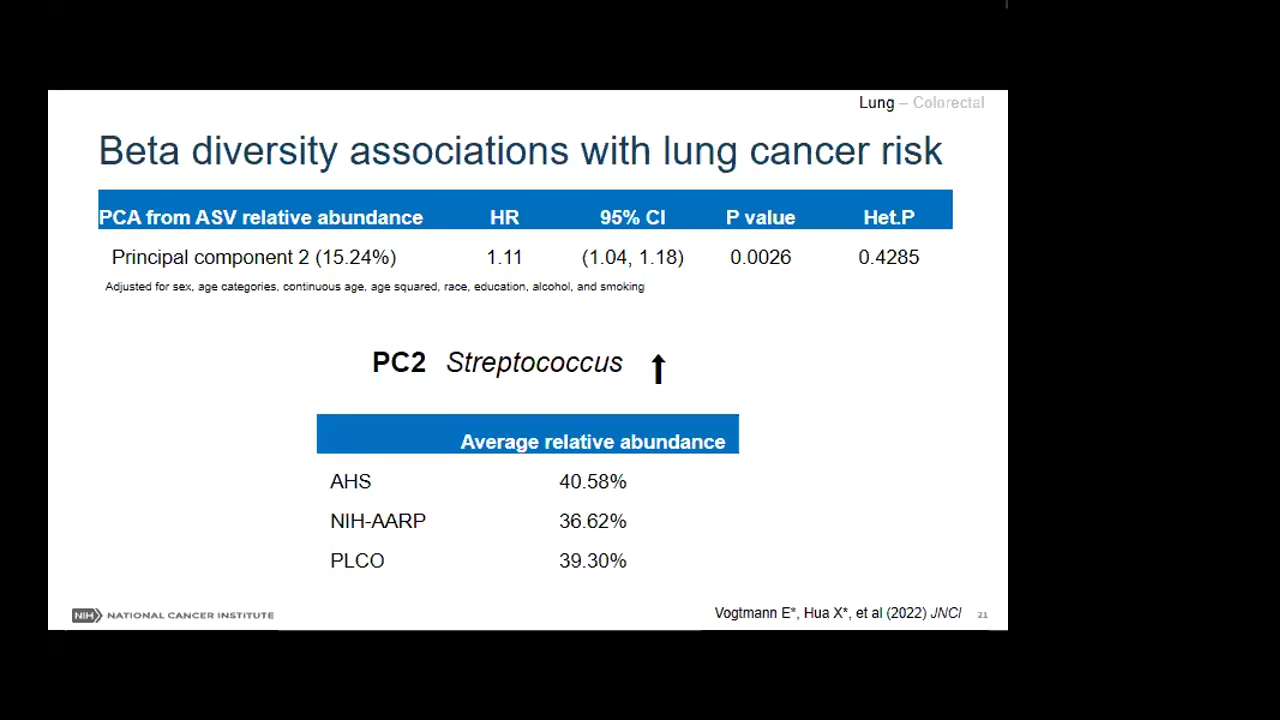 Lung – Colorectal
Beta diversity associations with lung cancer risk
PCA from ASV relative abundance HR 95% CI P value Het.P
Principal component 2 (15.24%) 1.11 (1.04, 1.18) 0.0026 0.4285
Adjusted for sex, age categories, continuous age, age squared, race, education, alcohol, and smoking
PC2 Streptococcus
Average relative abundance
AHS 40.58%
NIH-AARP 36.62%
PLCO 39.30%
NIH NATIONAL CANCER INSTITUTE
Vogtmann E*, Hua X*, et al (2022) JNCI 21